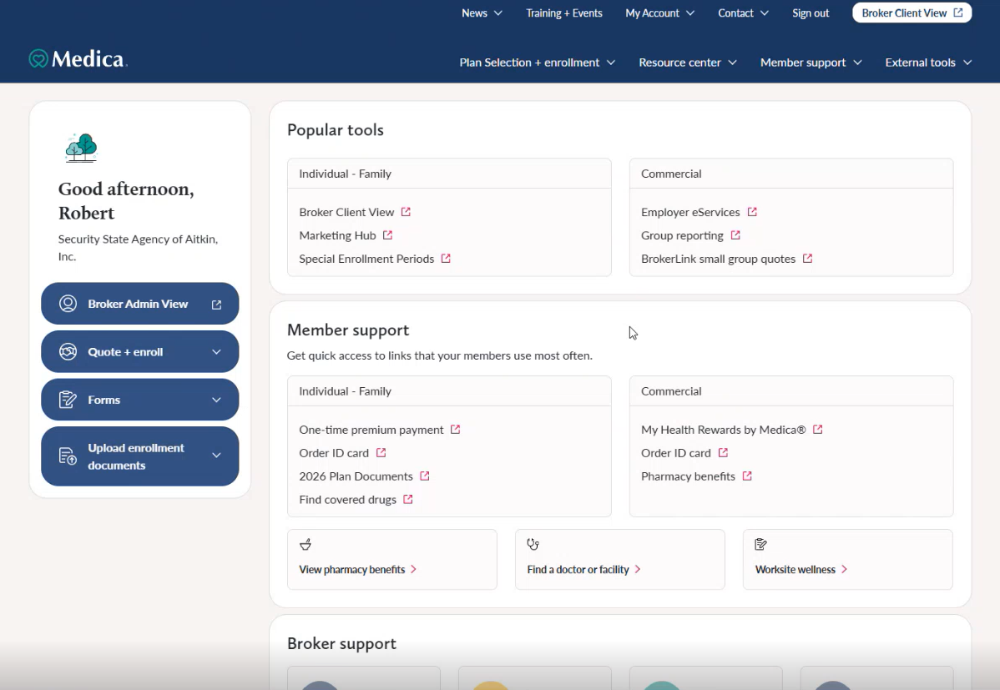 News
Training + Events
My Account
Contact
Sign out
Broker Client View
Medica.
Plan Selection + enrollment
Resource center
Member support
External tools
Good afternoon,
Robert
Security State Agency of Aitkin,
Inc.
Broker Admin View
Quote + enroll
Forms
Upload enrollment
documents
Popular tools
Individual - Family
Broker Client View
Marketing Hub
Special Enrollment Periods
Commercial
Employer eServices
Group reporting
BrokerLink small group quotes
Member support
Get quick access to links that your members use most often.
Individual - Family
One-time premium payment
Order ID card
2026 Plan Documents
Find covered drugs
Commercial
My Health Rewards by Medica®
Order ID card
Pharmacy benefits
View pharmacy benefits
Find a doctor or facility
Worksite wellness
Broker support